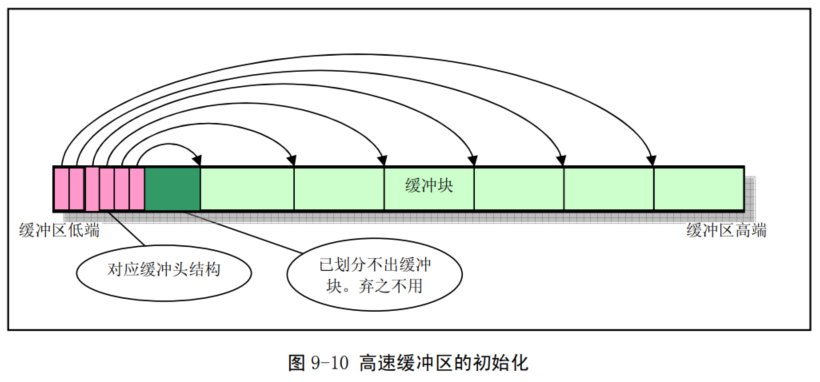 缓冲块
缓冲区低端
缓冲区高端
对应缓冲头结构
已划分不出缓冲
块。弃之不用
图 9-10 高速缓冲区的初始化